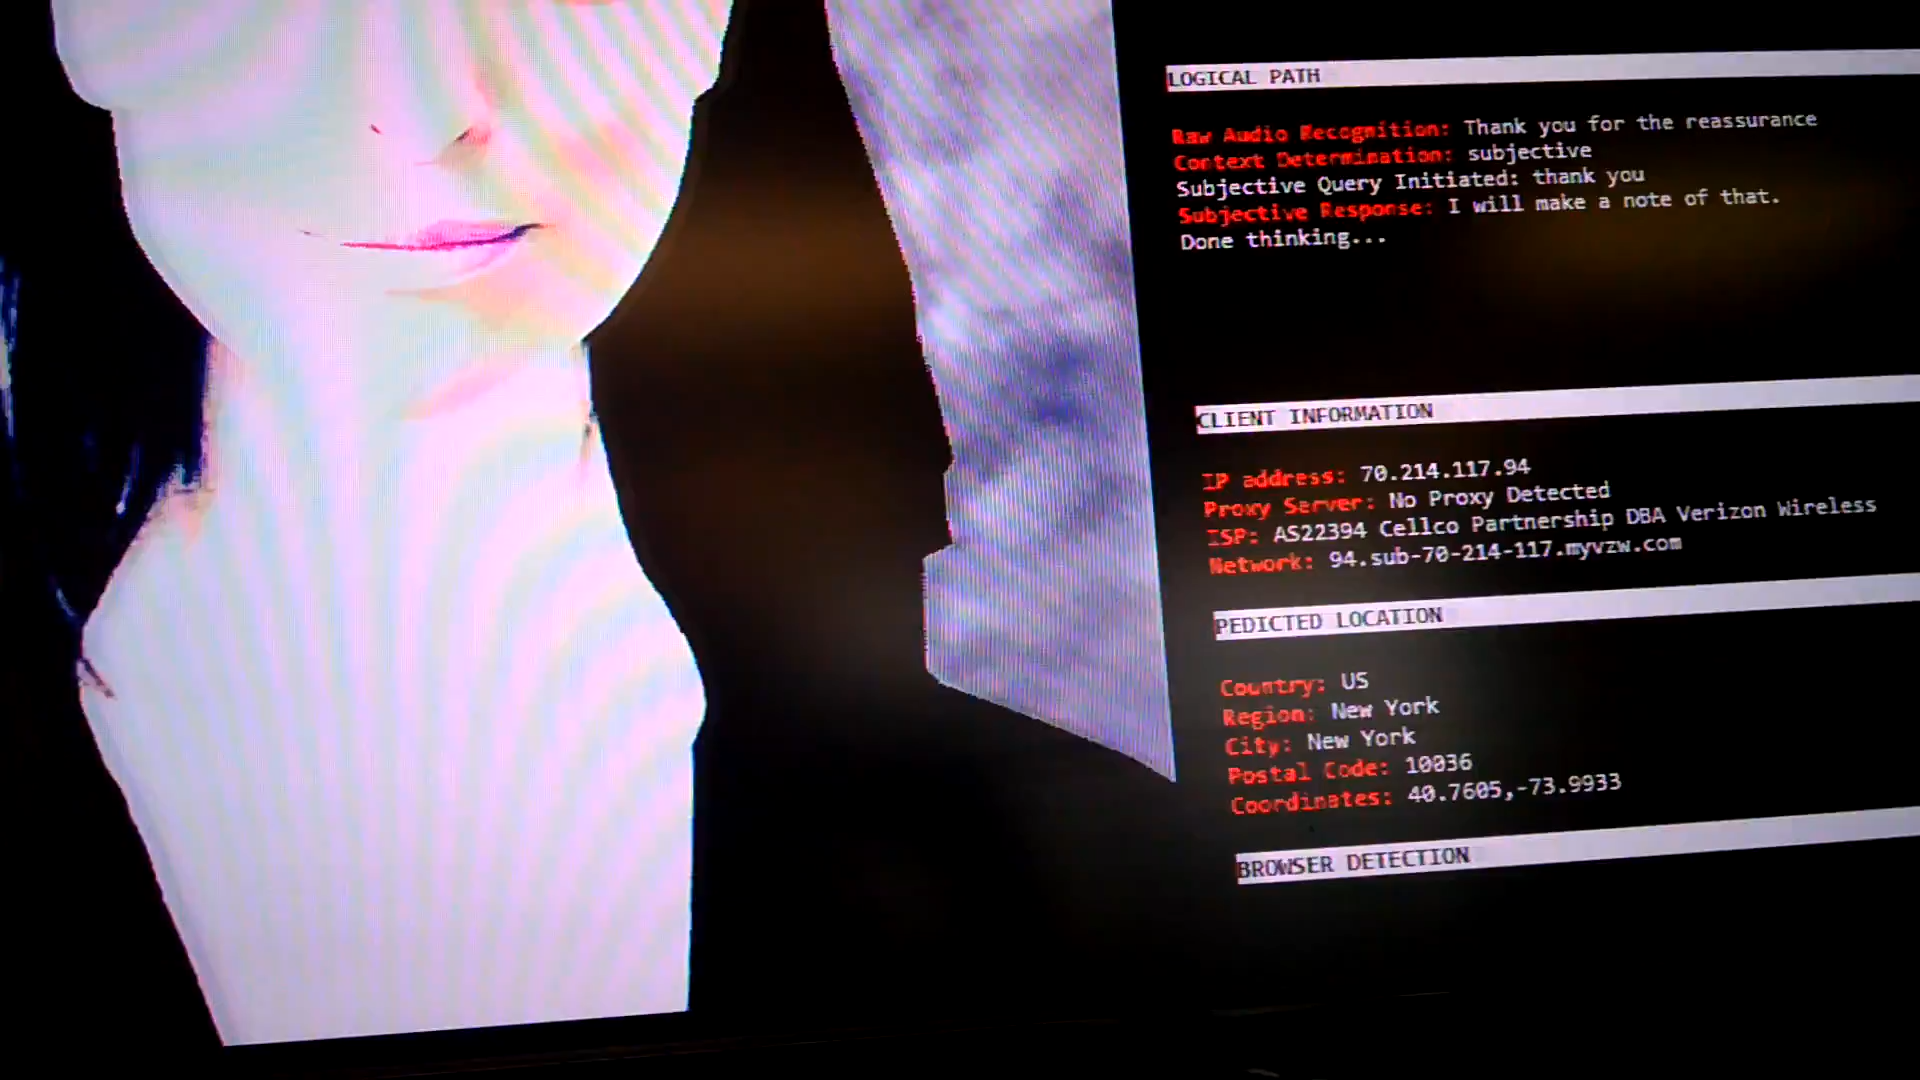 LOGICAL PATH
Raw Audio Recognition: Thank you for the reassurance
Context Determination: subjective
Subjective Query Initiated: thank you
Subjective Response: I will make a note of that.
Done thinking...
CLIENT INFORMATION
IP address: 70.214.117.94
Proxy Server: No Proxy Detected
ISP: AS22394 Cellco Partnership DBA Verizon Wireless
Network: 94.sub-70-214-117.myvzw.com
PEDICTED LOCATION
Country: US
Region: New York
City: New York
Postal Code: 10036
Coordinates: 40.7605,-73.9933
BROWSER DETECTION